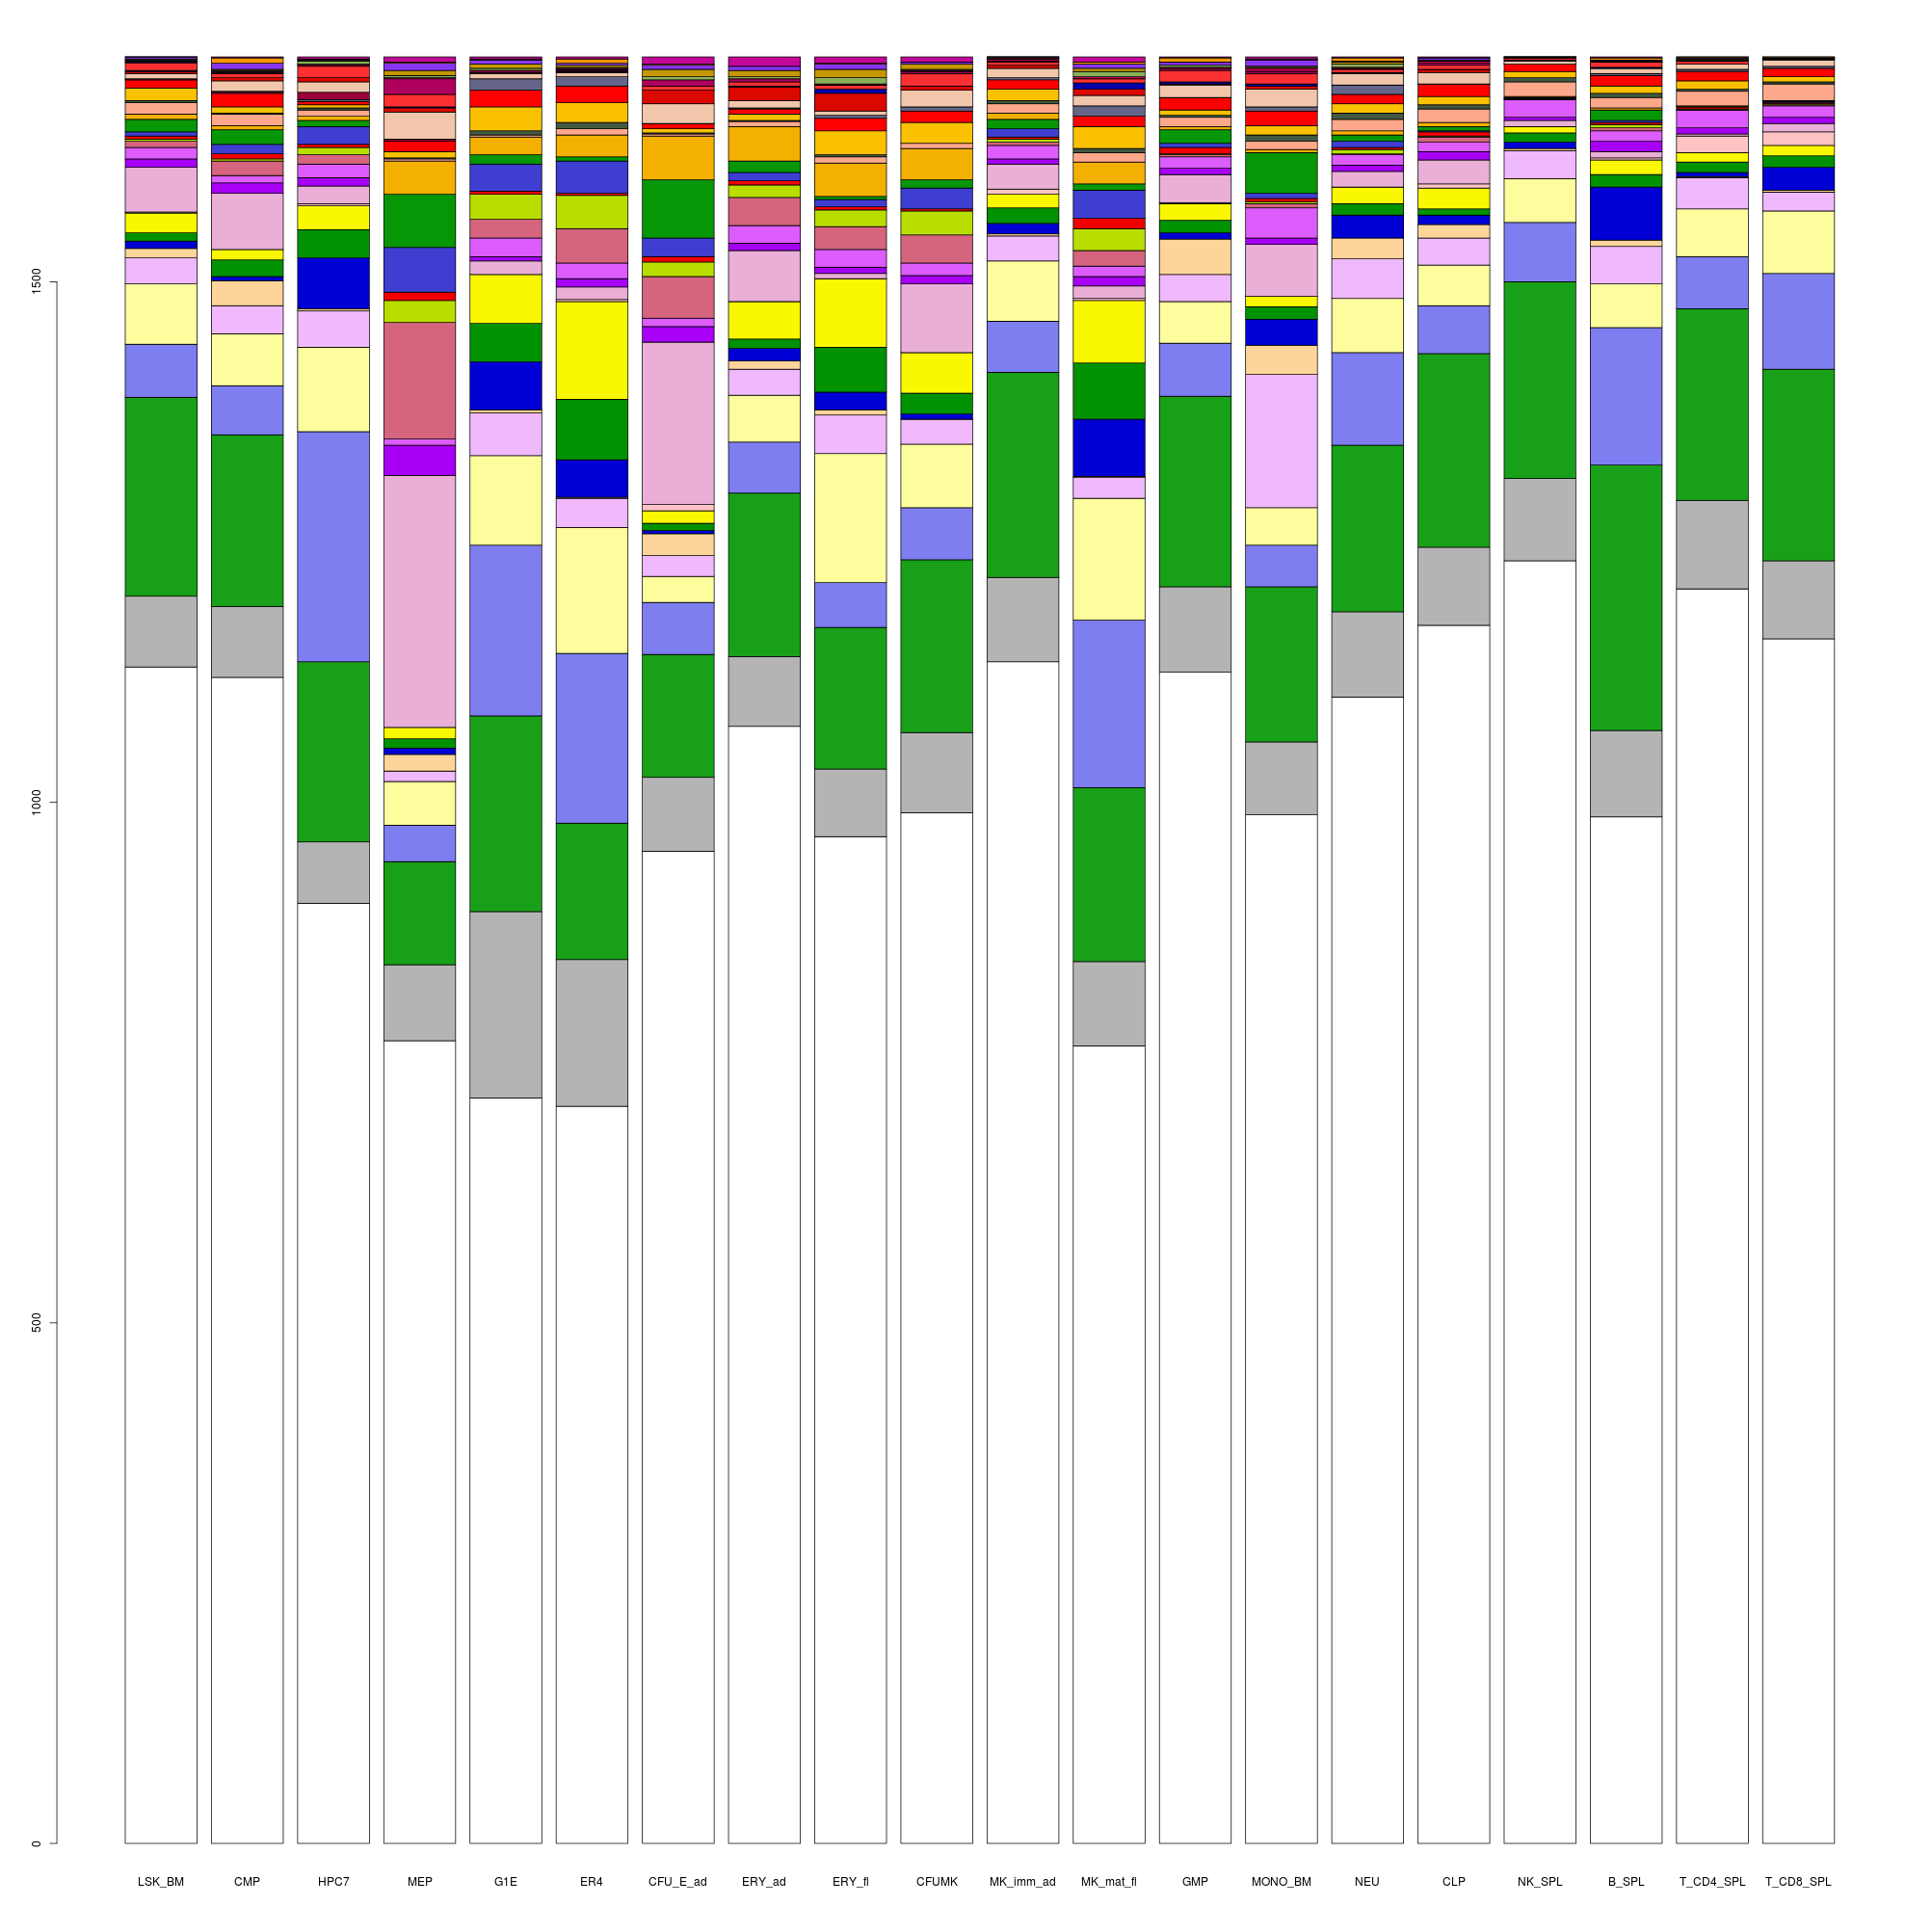 1500
1000
500
0
LSK_BM CMP HPC7 MEP G1E ER4 CFU_E_ad ERY_ad ERY_fl CFUMK MK_imm_ad MK_mat_fl GMP MONO_BM NEU CLP NK_SPL B_SPL T_CD4_SPL T_CD8_SPL